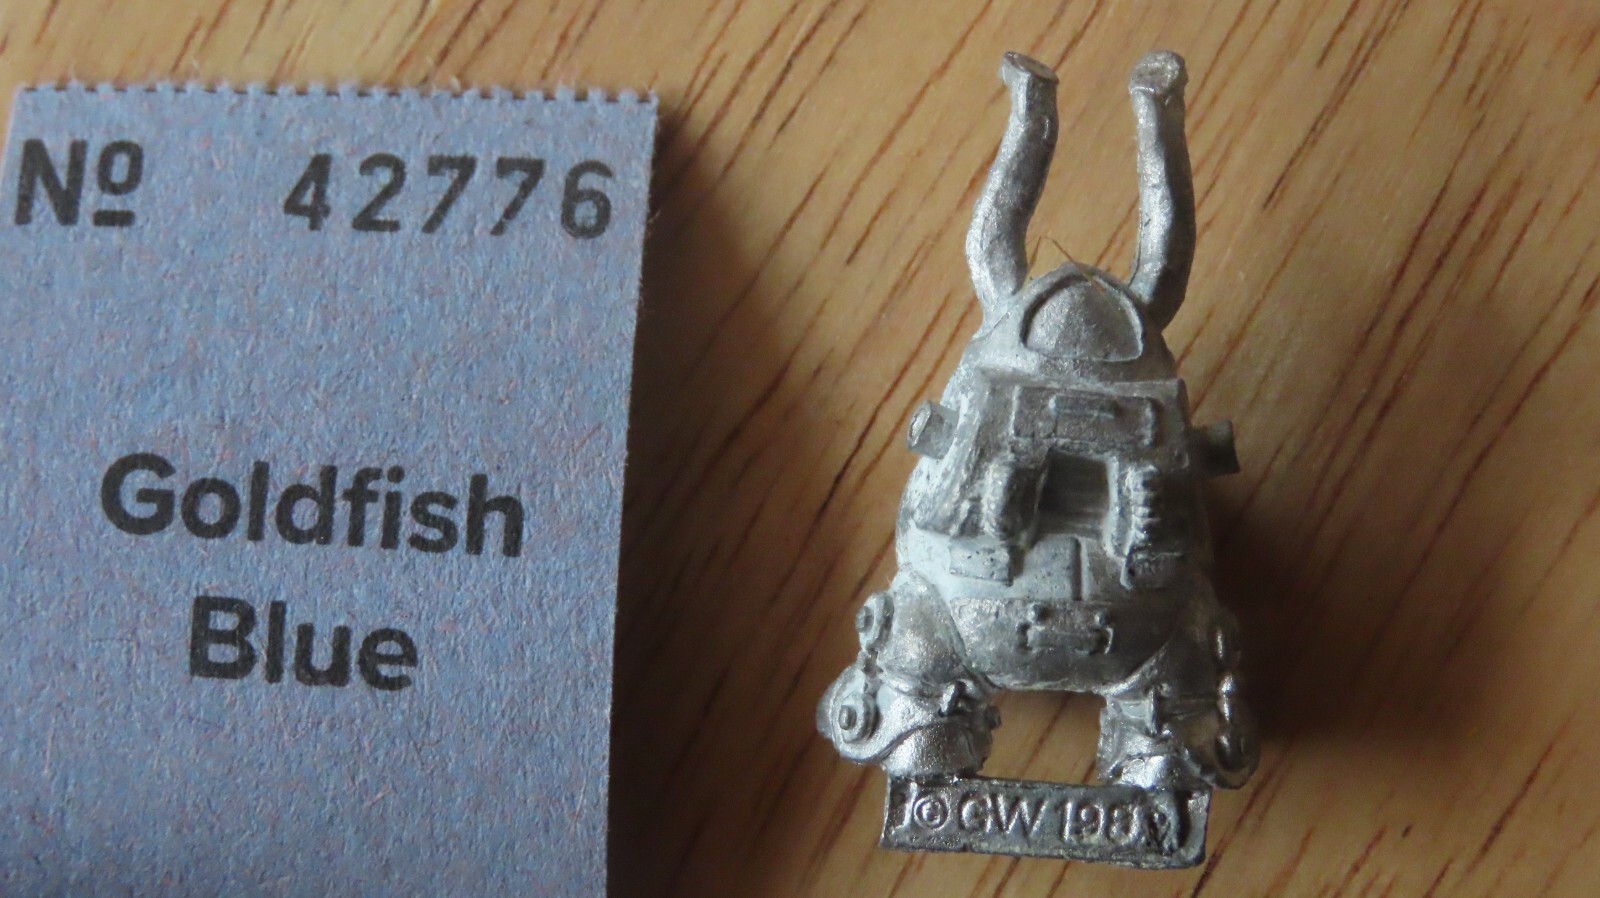 Nº 42776
Goldfish
Blue
© GW